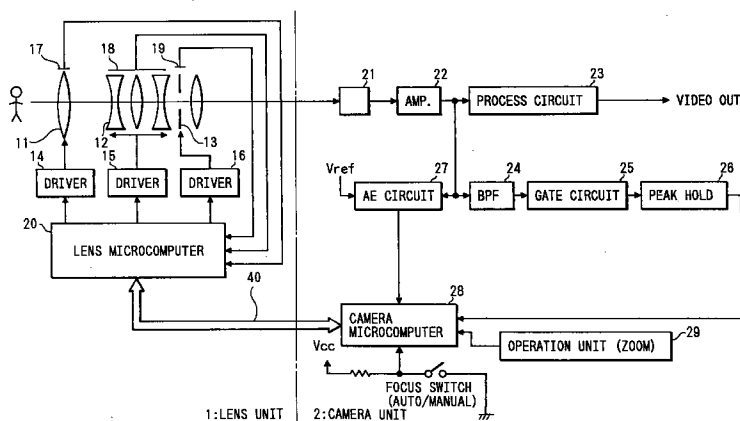 17
18
19
21
22
23
AMP.
PROCESS CIRCUIT
VIDEO OUT
11
12
13
14
15
16
DRIVER
DRIVER
DRIVER
Vref
27
24
25
26
AE CIRCUIT
BPF
GATE CIRCUIT
PEAK HOLD
20
LENS MICROCOMPUTER
40
28
CAMERA
MICROCOMPUTER
29
OPERATION UNIT (ZOOM)
Vcc
FOCUS SWITCH
(AUTO/MANUAL)
1:LENS UNIT
2:CAMERA UNIT